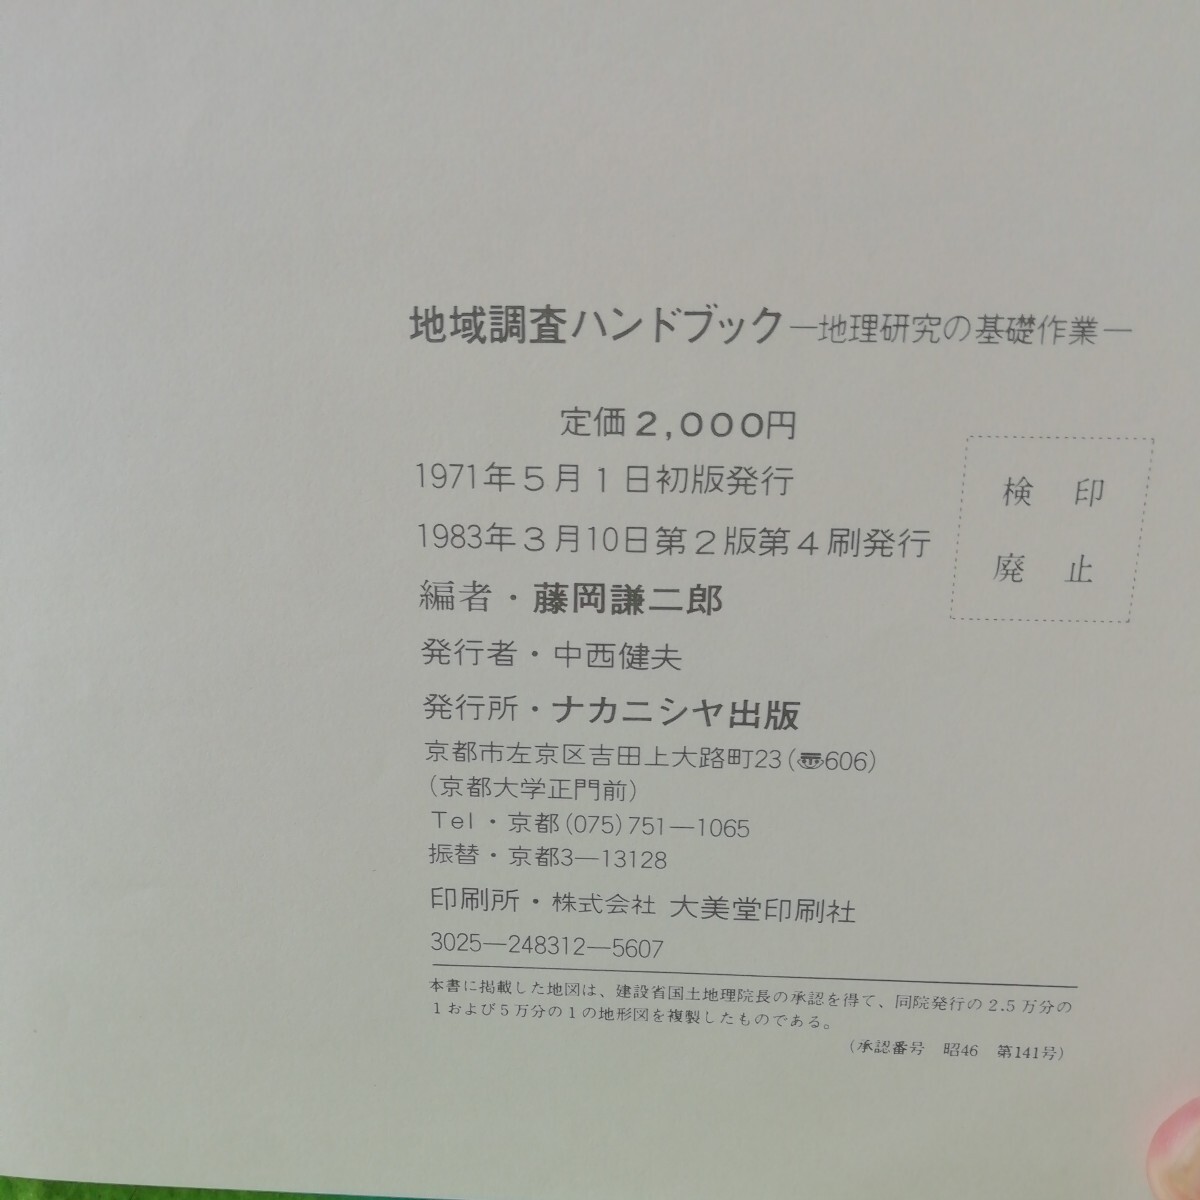 地域調査ハンドブック―地理研究の基礎作業―
定価2,000円
1971年5月1日初版発行
1983年3月10日第2版第4刷発行
検印
廃止
編者・藤岡謙二郎
発行者・中西健夫
発行所・ナカニシヤ出版
京都市左京区吉田上大路町23(〠606)
(京都大学正門前)
Tel・京都(075)751―1065
振替・京都3―13128
印刷所・株式会社 大美堂印刷社
3025―248312―5607
本書に掲載した地図は、建設省国土地理院長の承認を得て、同院発行の2.5万分の
1および5万分の1の地形図を複製したものである。
(承認番号 昭46 第141号)